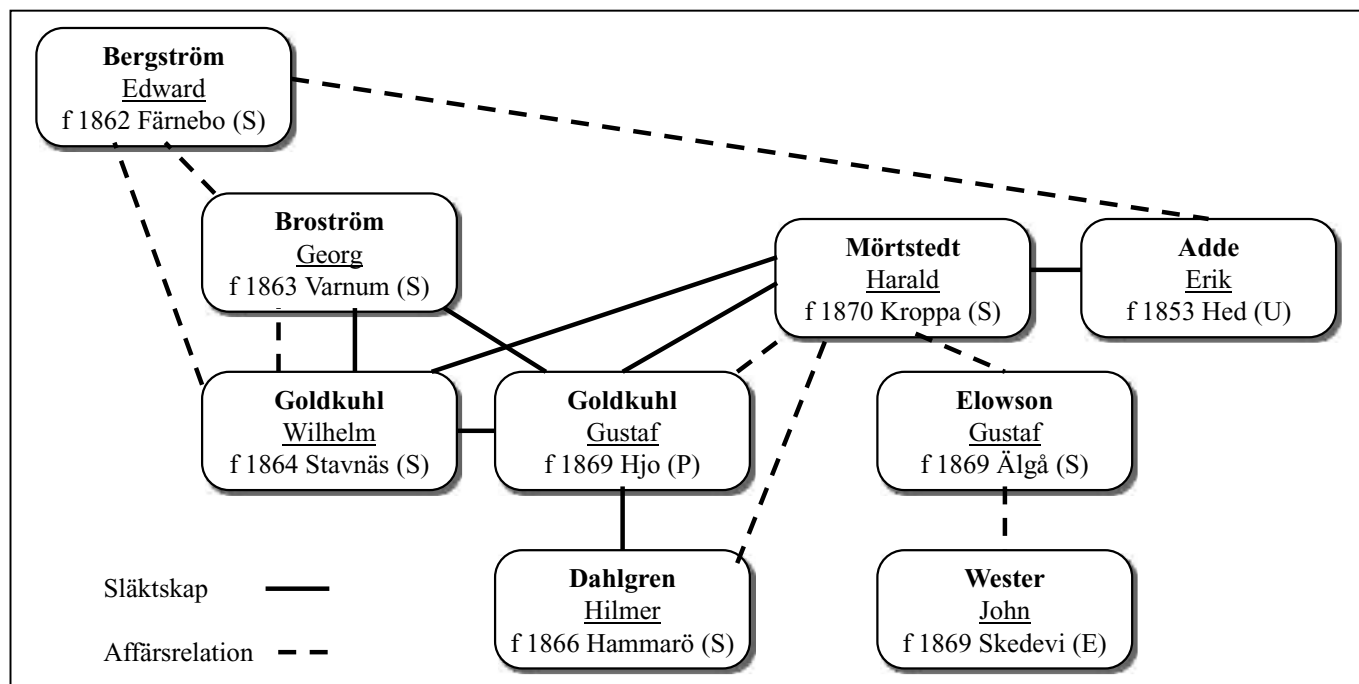 Bergström
Edward
f 1862 Färnebo (S)
Broström
Georg
f 1863 Varnum (S)
Mörtstedt
Harald
f 1870 Kroppa (S)
Adde
Erik
f 1853 Hed (U)
Goldkuhl
Wilhelm
f 1864 Stavnäs (S)
Goldkuhl
Gustaf
f 1869 Hjo (P)
Elowson
Gustaf
f 1869 Älgå (S)
Dahlgren
Hilmer
f 1866 Hammarö (S)
Wester
John
f 1869 Skedevi (E)
Släktskap
Affärsrelation